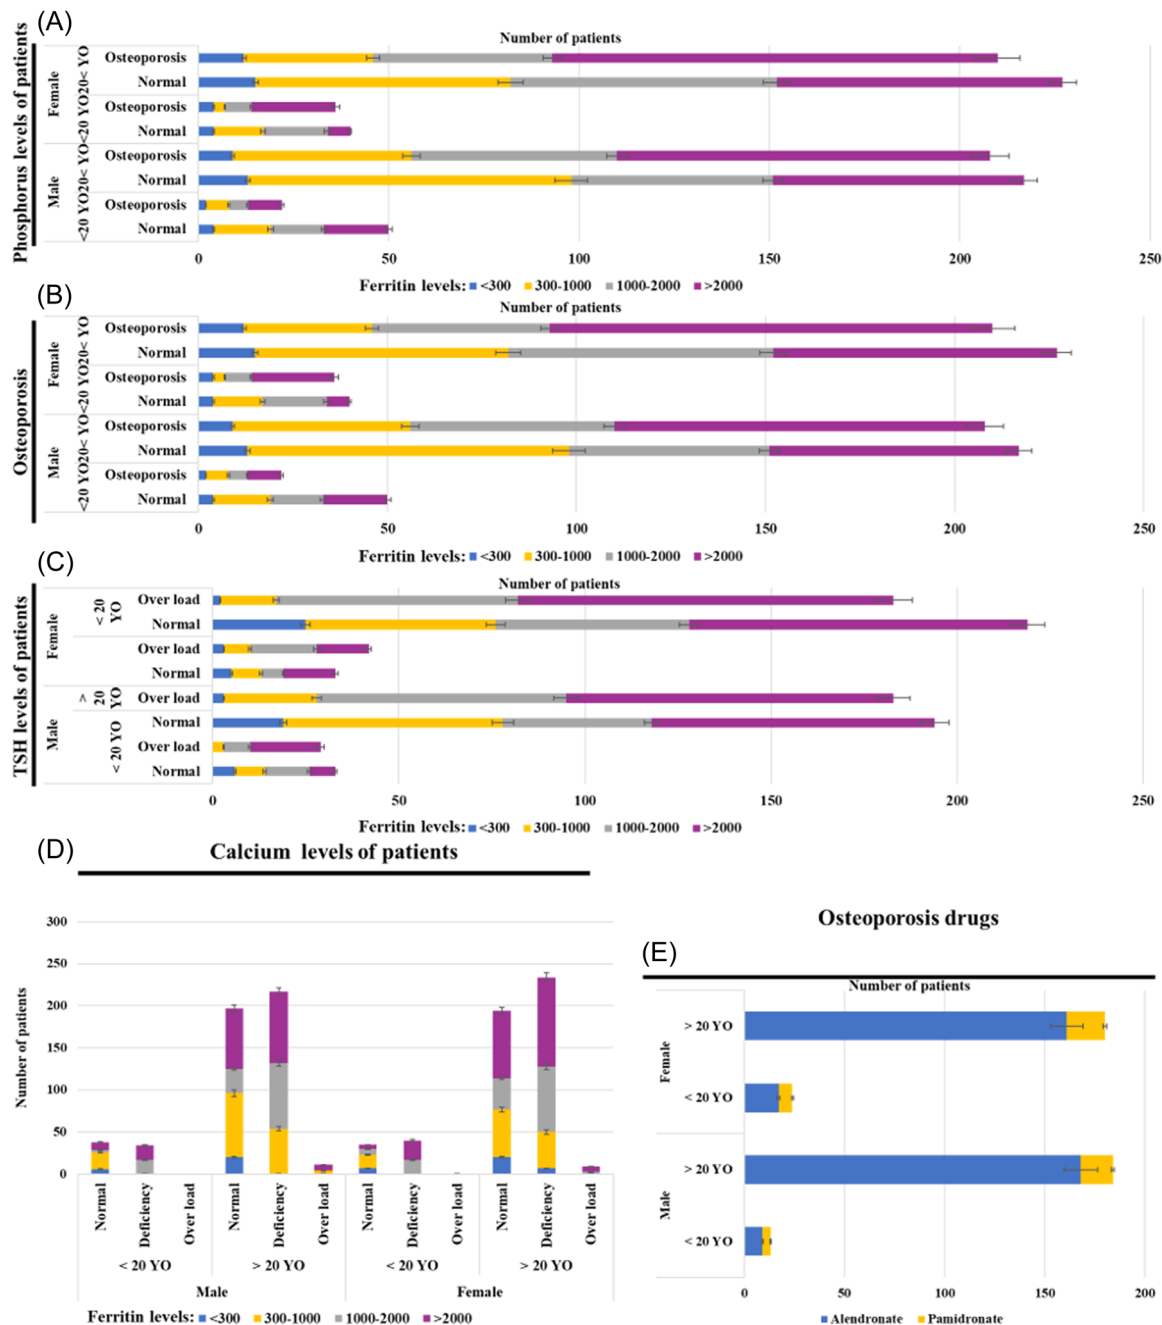 (A)
Number of patients
Phosphorus levels of patients
Female
20< YO
Osteoporosis
Normal
<20 YO
Osteoporosis
Normal
Male
20< YO
Osteoporosis
Normal
<20 YO
Osteoporosis
Normal
0 50 100 150 200 250
Ferritin levels: <300 300-1000 1000-2000 >2000
(B)
Number of patients
Osteoporosis
Female
20< YO
Osteoporosis
Normal
<20 YO
Osteoporosis
Normal
Male
20< YO
Osteoporosis
Normal
<20 YO
Osteoporosis
Normal
0 50 100 150 200 250
Ferritin levels: <300 300-1000 1000-2000 >2000
(C)
Number of patients
TSH levels of patients
Female
< 20
YO
Over load
Normal
Over load
Normal
Male
> 20
YO
Over load
Normal
< 20 YO
Over load
Normal
0 50 100 150 200 250
Ferritin levels: <300 300-1000 1000-2000 >2000
(D)
Calcium levels of patients
Number of patients
300
250
200
150
100
50
0
Normal Deficiency Over load Normal Deficiency Over load Normal Deficiency Over load Normal Deficiency Over load
< 20 YO > 20 YO < 20 YO > 20 YO
Male Female
Ferritin levels: <300 300-1000 1000-2000 >2000
Osteoporosis drugs
(E)
Number of patients
Female
> 20 YO
< 20 YO
Male
> 20 YO
< 20 YO
0 50 100 150 200
Alendronate Pamidronate